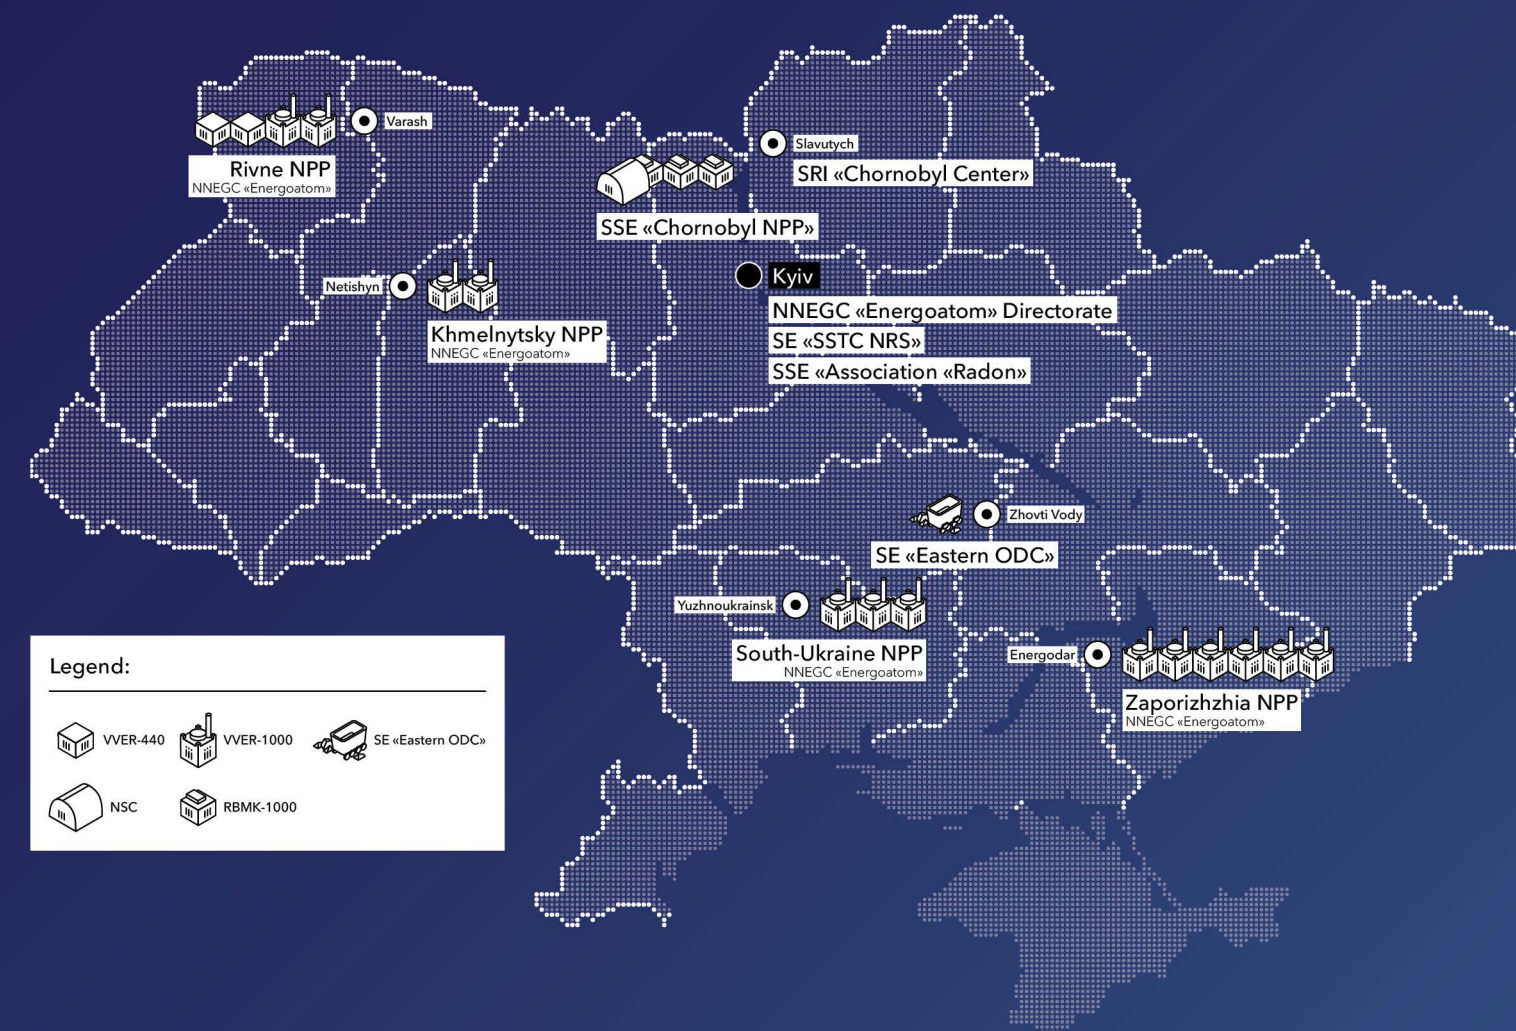 Varash
Rivne NPP
NNEGC «Energoatom»
Slavutych
SRI «Chornobyl Center»
SSE «Chornobyl NPP»
Netishyn
Khmelnytsky NPP
NNEGC «Energoatom»
Kyiv
NNEGC «Energoatom» Directorate
SE «SSTC NRS»
SSE «Association «Radon»
Zhovti Vody
SE «Eastern ODC»
Yuzhnoukrainsk
South-Ukraine NPP
NNEGC «Energoatom»
Energodar
Zaporizhzhia NPP
NNEGC «Energoatom»
Legend:
VVER-440
VVER-1000
SE «Eastern ODC»
NSC
RBMK-1000